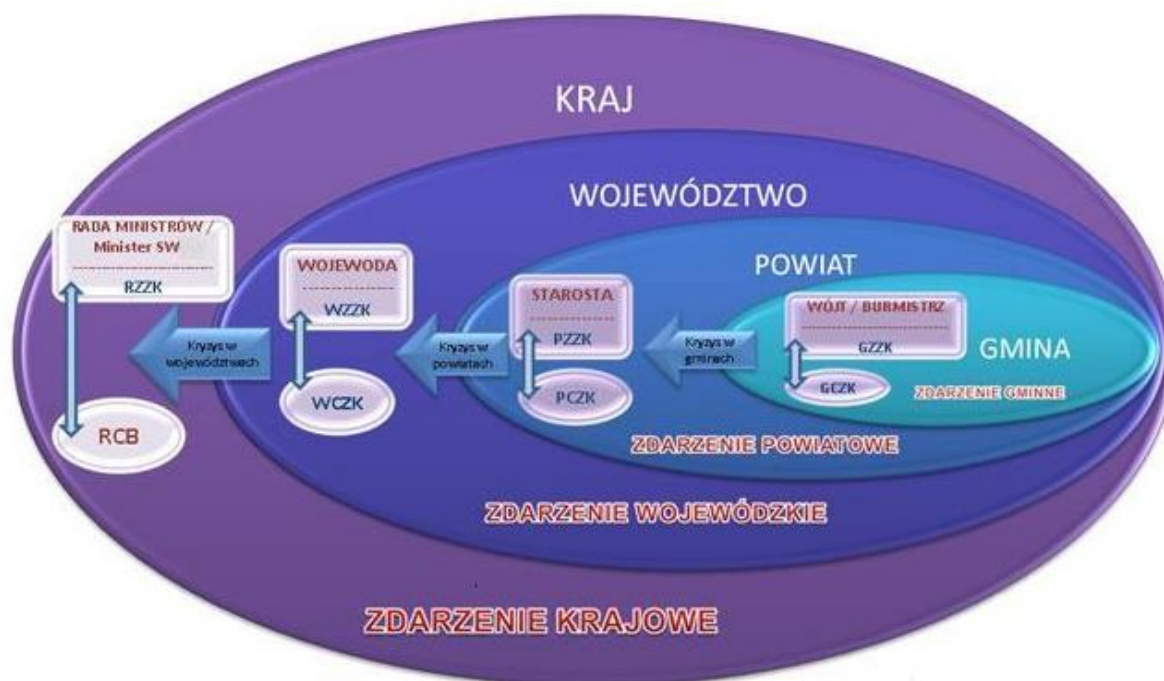 KRAJ
WOJEWÓDZTWO
POWIAT
GMINA
RADA MINISTRÓW /
Minister SW
RZZK
RCB
Kryzys w
województwach
WOJEWODA
WZZK
WCZK
Kryzys w
powiatach
STAROSTA
PZZK
PCZK
Kryzys w
gminach
WÓJT / BURMISTRZ
GZZK
GCZK
ZDARZENIE GMINNE
ZDARZENIE POWIATOWE
ZDARZENIE WOJEWÓDZKIE
ZDARZENIE KRAJOWE